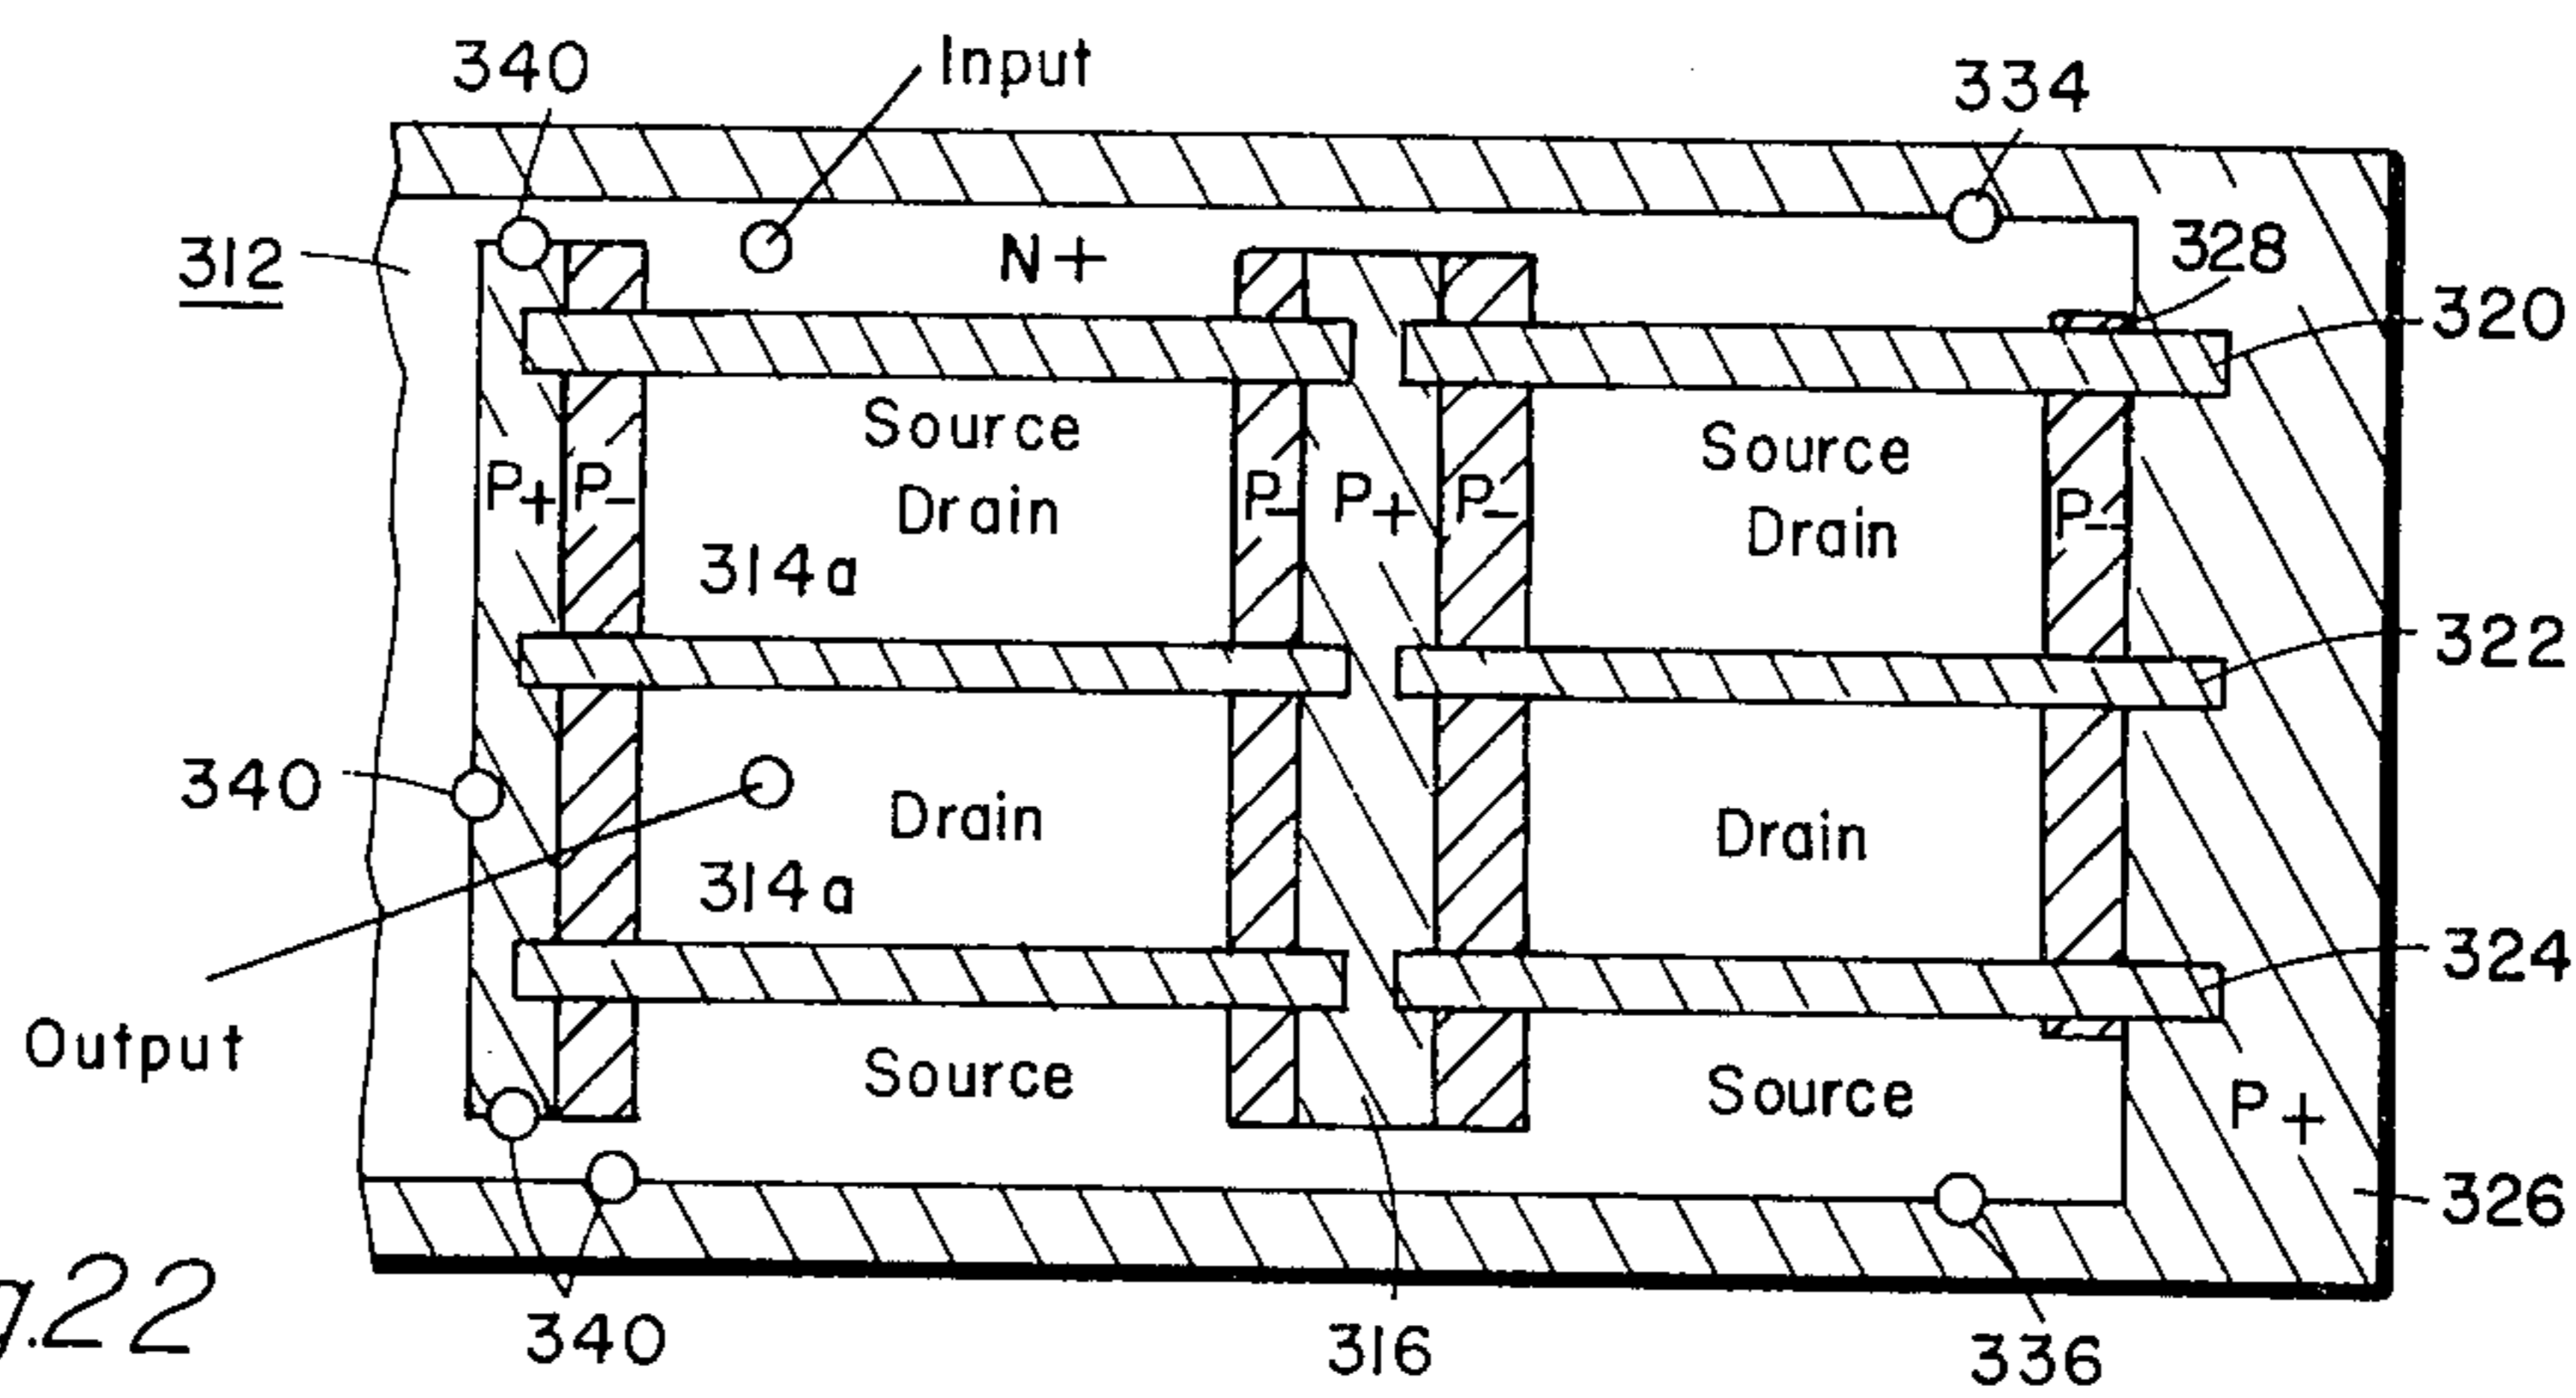 340
Input
334
312
N+
328
320
Source
Drain
Source
Drain
P+
P-
P-
P+
P-
P-
314a
322
340
Drain
Drain
314a
324
Output
Source
Source
P+
326
g.22
340
316
336